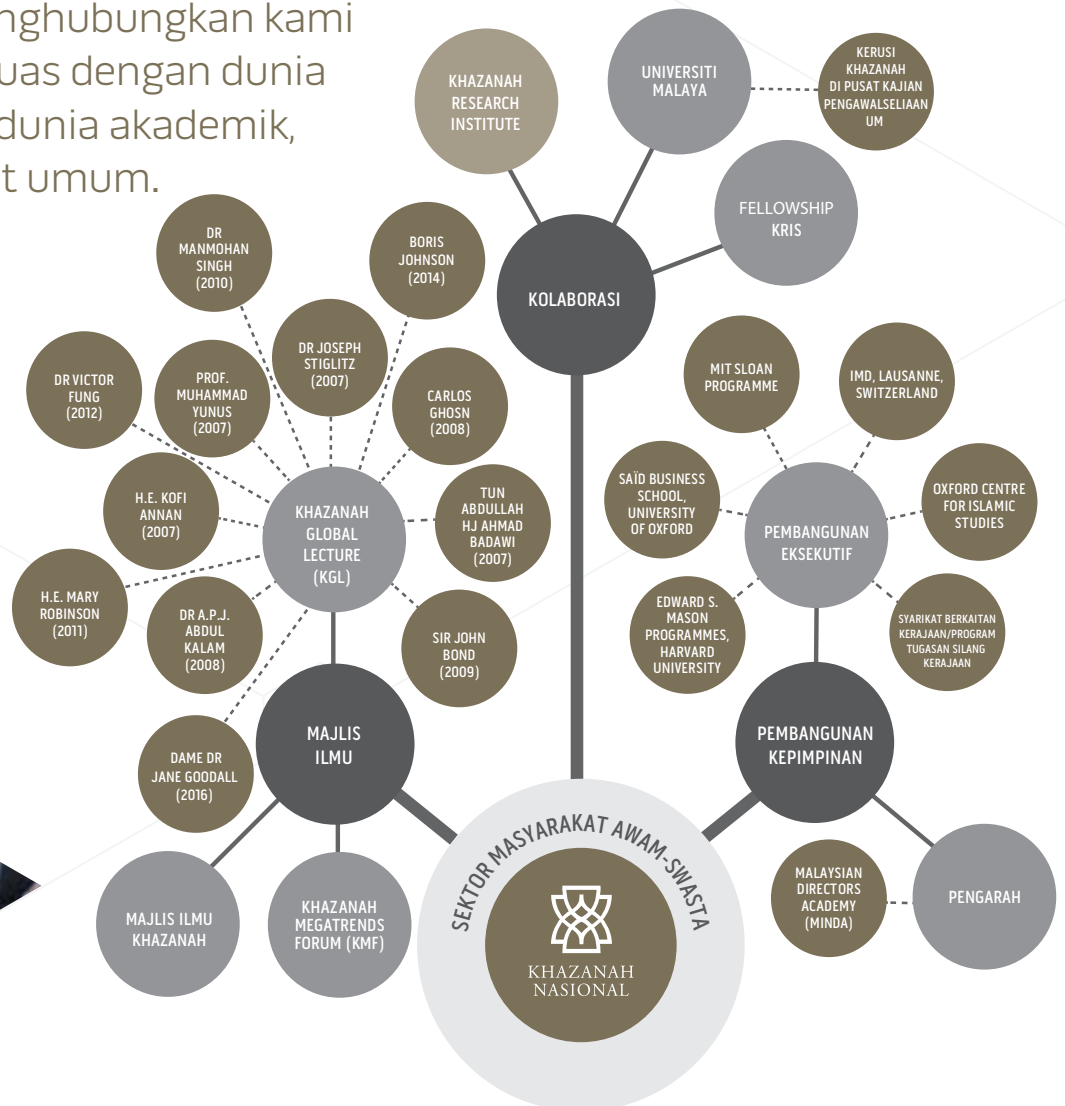 nghubungkan kami
uas dengan dunia
dunia akademik,
t umum.
KHAZANAH
RESEARCH
INSTITUTE
UNIVERSITI
MALAYA
KERUSI
KHAZANAH
DI PUSAT KAJIAN
PENGAWALSELIAAN
UM
FELLOWSHIP
KRIS
KOLABORASI
DR
MANMOHAN
SINGH
(2010)
BORIS
JOHNSON
(2014)
DR JOSEPH
STIGLITZ
(2007)
DR VICTOR
FUNG
(2012)
PROF.
MUHAMMAD
YUNUS
(2007)
CARLOS
GHOSN
(2008)
H.E. KOFI
ANNAN
(2007)
KHAZANAH
GLOBAL
LECTURE
(KGL)
TUN
ABDULLAH
HJ AHMAD
BADAWI
(2007)
H.E. MARY
ROBINSON
(2011)
DR A.P.J.
ABDUL
KALAM
(2008)
SIR JOHN
BOND
(2009)
DAME DR
JANE GOODALL
(2016)
MAJLIS
ILMU
MAJLIS ILMU
KHAZANAH
KHAZANAH
MEGATRENDS
FORUM (KMF)
MIT SLOAN
PROGRAMME
IMD, LAUSANNE,
SWITZERLAND
SAÏD BUSINESS
SCHOOL,
UNIVERSITY
OF OXFORD
OXFORD CENTRE
FOR ISLAMIC
STUDIES
PEMBANGUNAN
EKSEKUTIF
EDWARD S.
MASON
PROGRAMMES,
HARVARD
UNIVERSITY
SYARIKAT BERKAITAN
KERAJAAN/PROGRAM
TUGASAN SILANG
KERAJAAN
PEMBANGUNAN
KEPIMPINAN
MALAYSIAN
DIRECTORS
ACADEMY
(MINDA)
PENGARAH
SEKTOR MASYARAKAT AWAM-SWASTA
KHAZANAH
NASIONAL